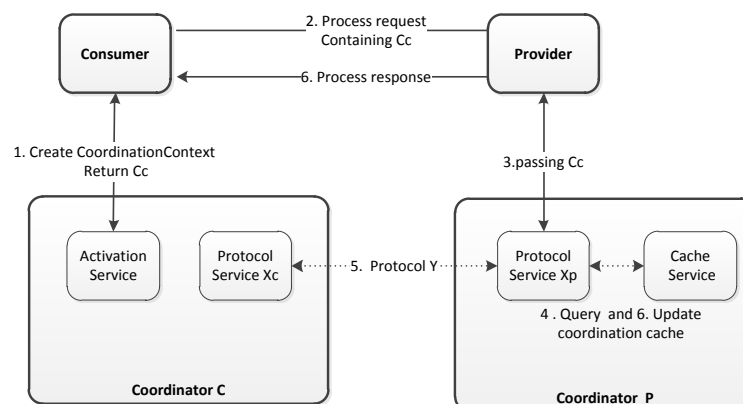 2. Process request
Containing Cc
Consumer
Provider
6. Process response
1. Create CoordinationContext
Return Cc
3.passing Cc
Activation
Service
Protocol
Service Xc
5. Protocol Y
Protocol
Service Xp
Cache
Service
4 . Query and 6. Update
coordination cache
Coordinator C
Coordinator P